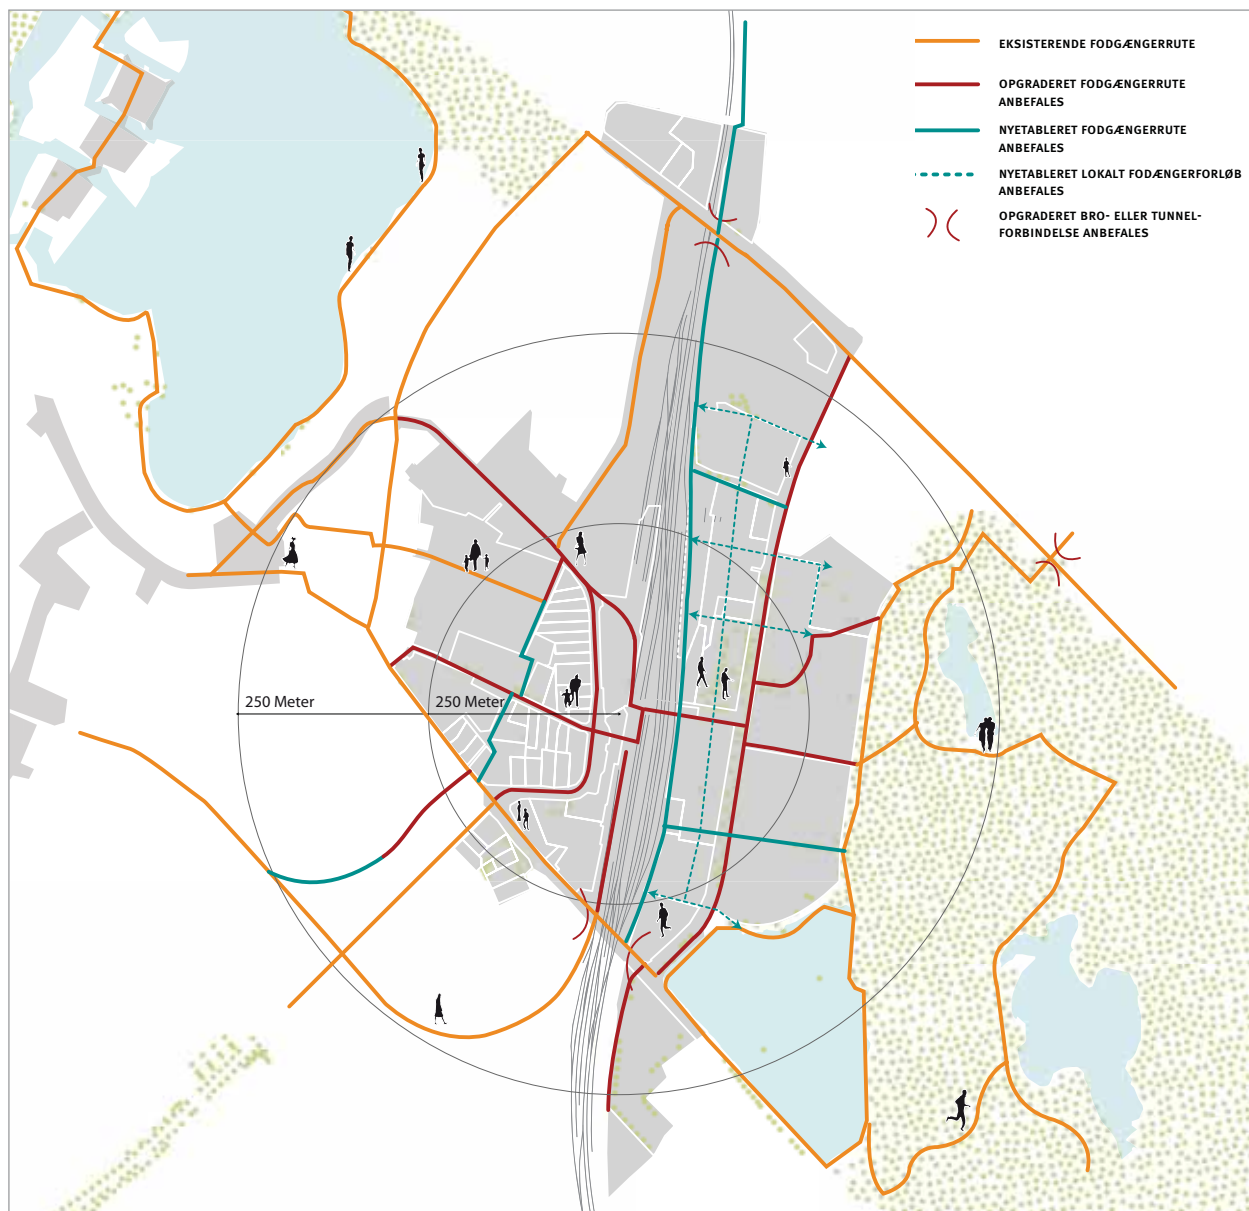 EKSISTERENDE FODGÆNGERRUTE
OPGRADERET FODGÆNGERRUTE
ANBEFALES
NYETABLERET FODGÆNGERRUTE
ANBEFALES
NYETABLERET LOKALT FODÆNGERFORLØB
ANBEFALES
OPGRADERET BRO- ELLER TUNNEL-
FORBINDELSE ANBEFALES
250 Meter
250 Meter